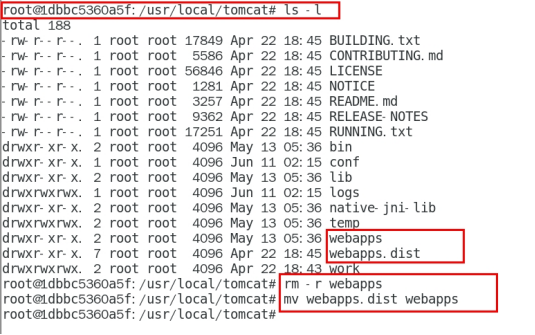 root@1dbbc5360a5f:/usr/local/tomcat# ls -l
total 188
-rw-r--r--. 1 root root 17849 Apr 22 18:45 BUILDING.txt
-rw-r--r--. 1 root root  5586 Apr 22 18:45 CONTRIBUTING.md
-rw-r--r--. 1 root root 56846 Apr 22 18:45 LICENSE
-rw-r--r--. 1 root root  1281 Apr 22 18:45 NOTICE
-rw-r--r--. 1 root root  3257 Apr 22 18:45 README.md
-rw-r--r--. 1 root root  9362 Apr 22 18:45 RELEASE-NOTES
-rw-r--r--. 1 root root 17251 Apr 22 18:45 RUNNING.txt
drwxr-xr-x. 2 root root  4096 May 13 05:36 bin
drwxr-xr-x. 1 root root  4096 Jun 11 02:15 conf
drwxr-xr-x. 2 root root  4096 May 13 05:36 lib
drwxrwxrwx. 1 root root  4096 Jun 11 02:15 logs
drwxr-xr-x. 2 root root  4096 May 13 05:36 native-jni-lib
drwxrwxrwx. 2 root root  4096 May 13 05:36 temp
drwxr-xr-x. 2 root root  4096 May 13 05:36 webapps
drwxr-xr-x. 7 root root  4096 Apr 22 18:45 webapps.dist
drwxrwxrwx. 2 root root  4096 Apr 22 18:43 work
root@1dbbc5360a5f:/usr/local/tomcat# rm -r webapps
root@1dbbc5360a5f:/usr/local/tomcat# mv webapps.dist webapps
root@1dbbc5360a5f:/usr/local/tomcat#